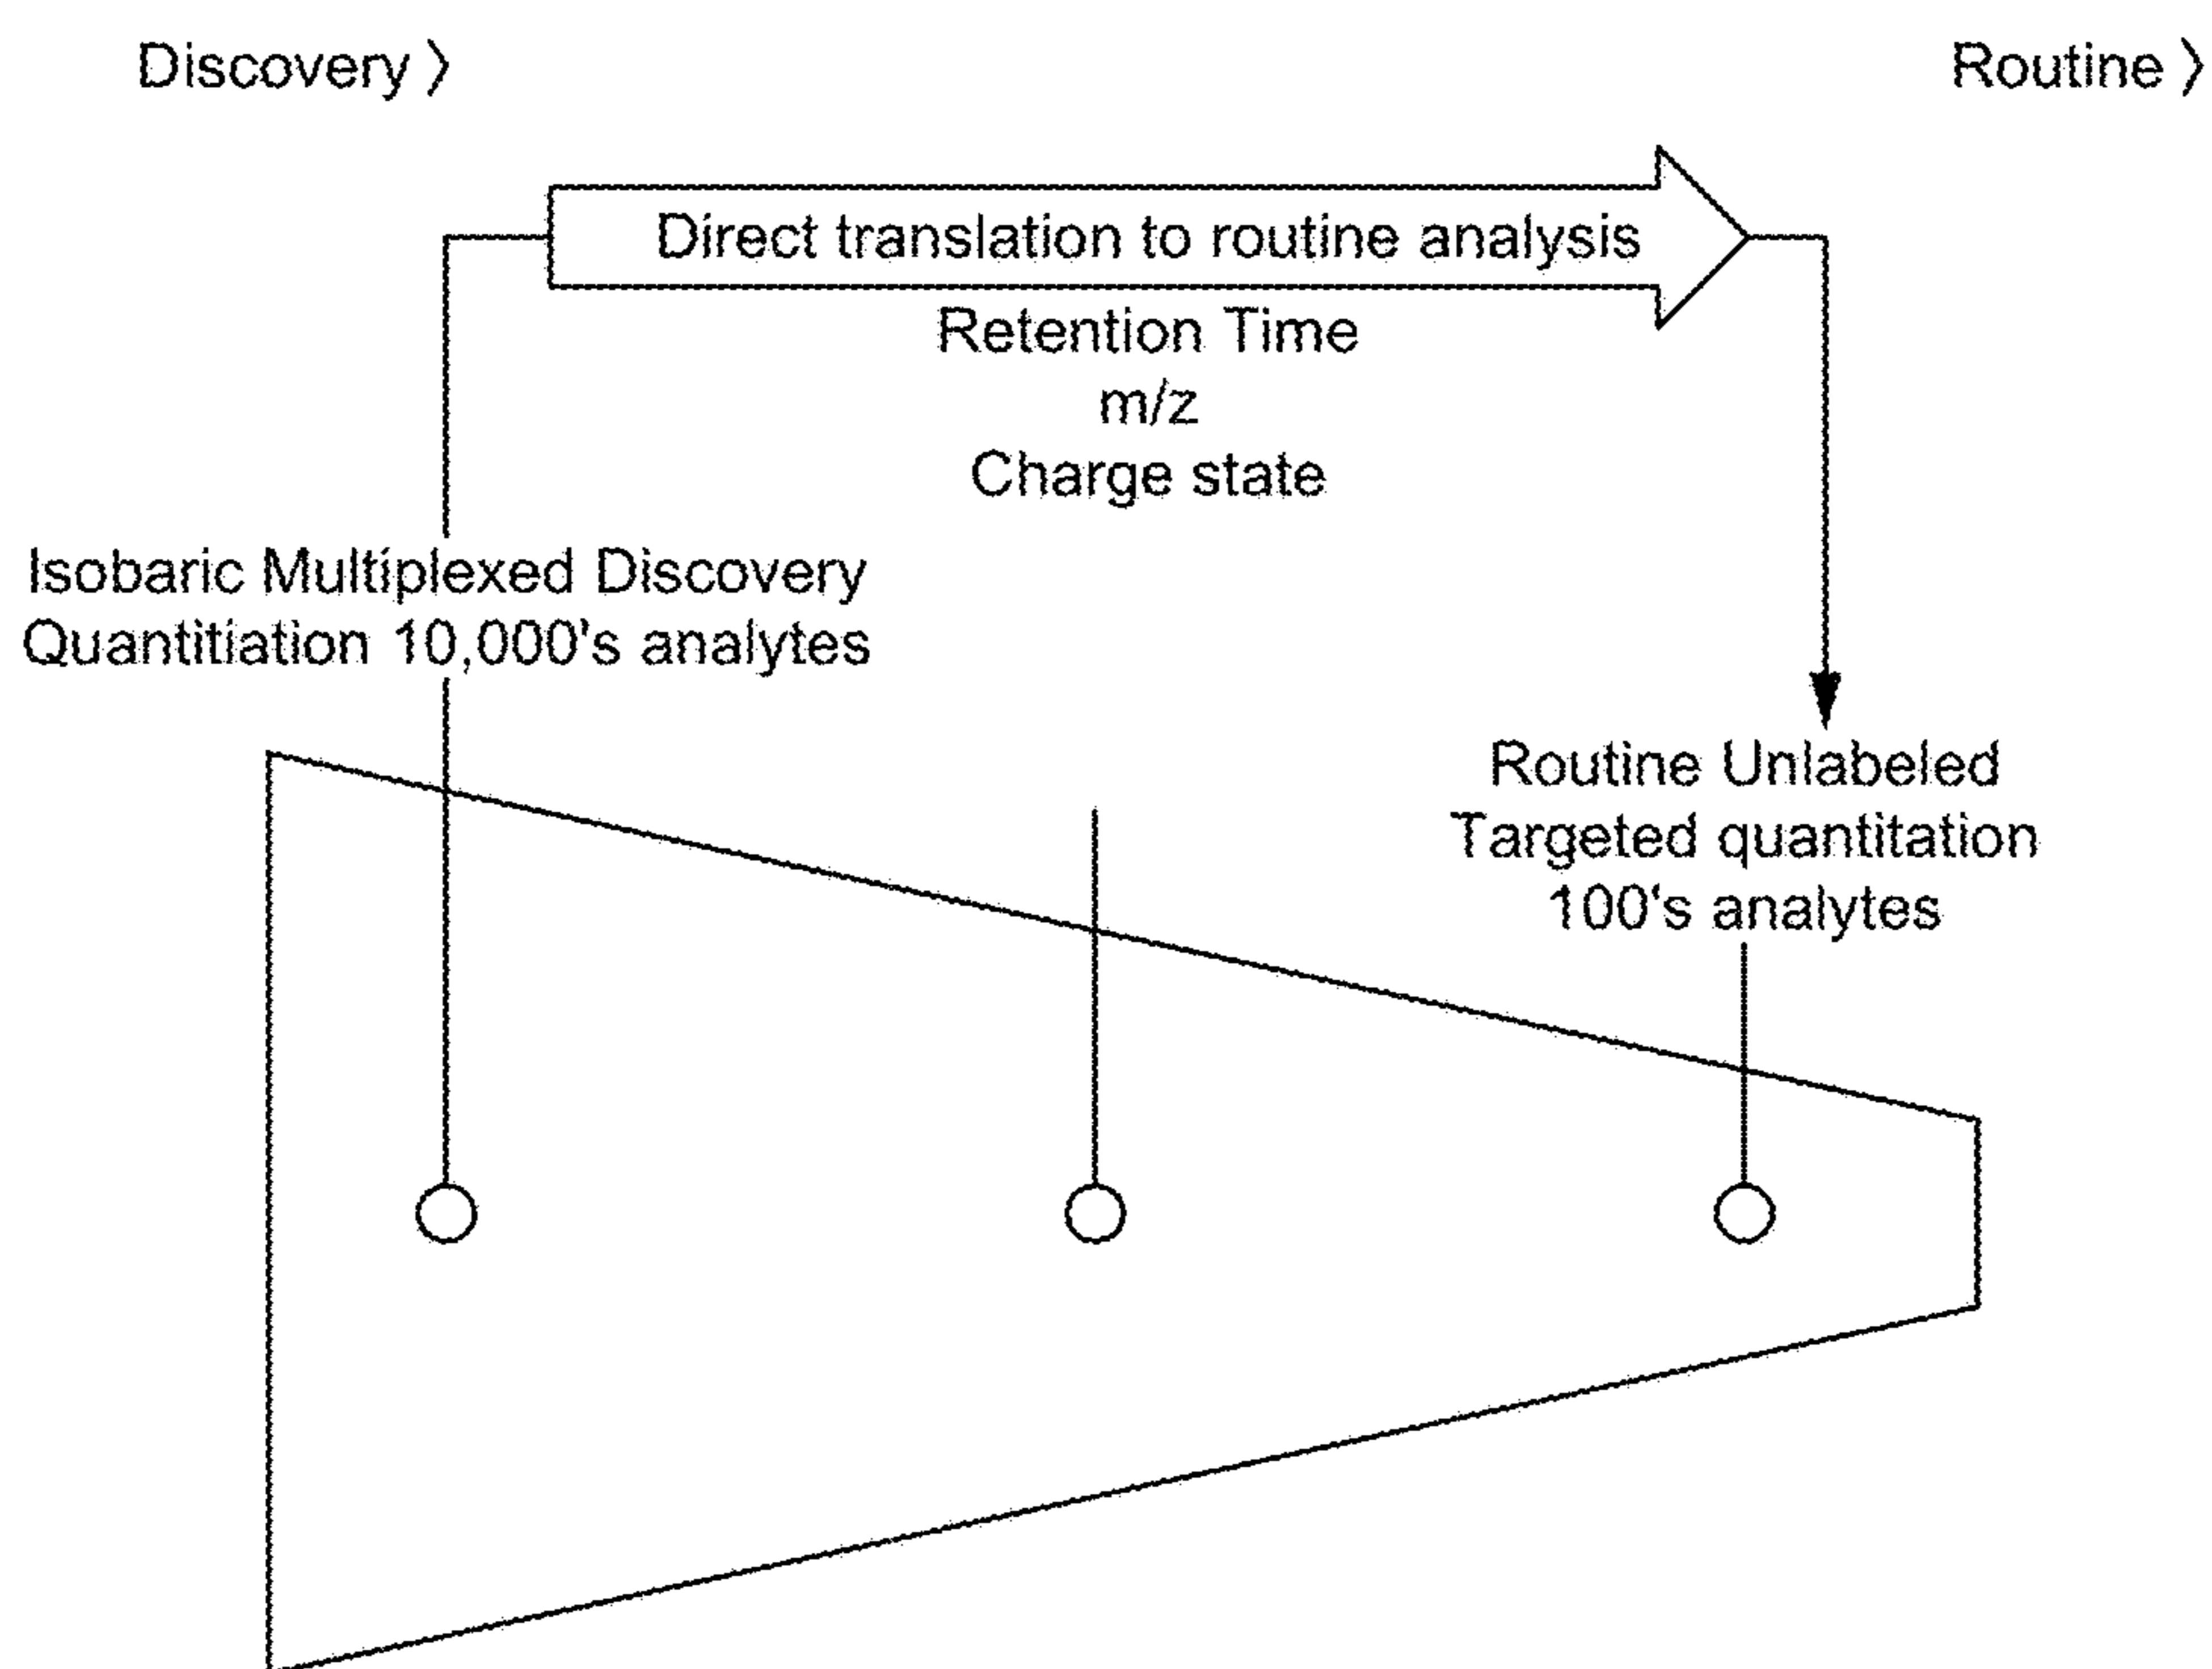 Discovery 〉
Routine 〉
Direct translation to routine analysis
Retention Time
m/z
Charge state
Isobaric Multiplexed Discovery
Quantitiation 10,000's analytes
Routine Unlabeled
Targeted quantitation
100's analytes